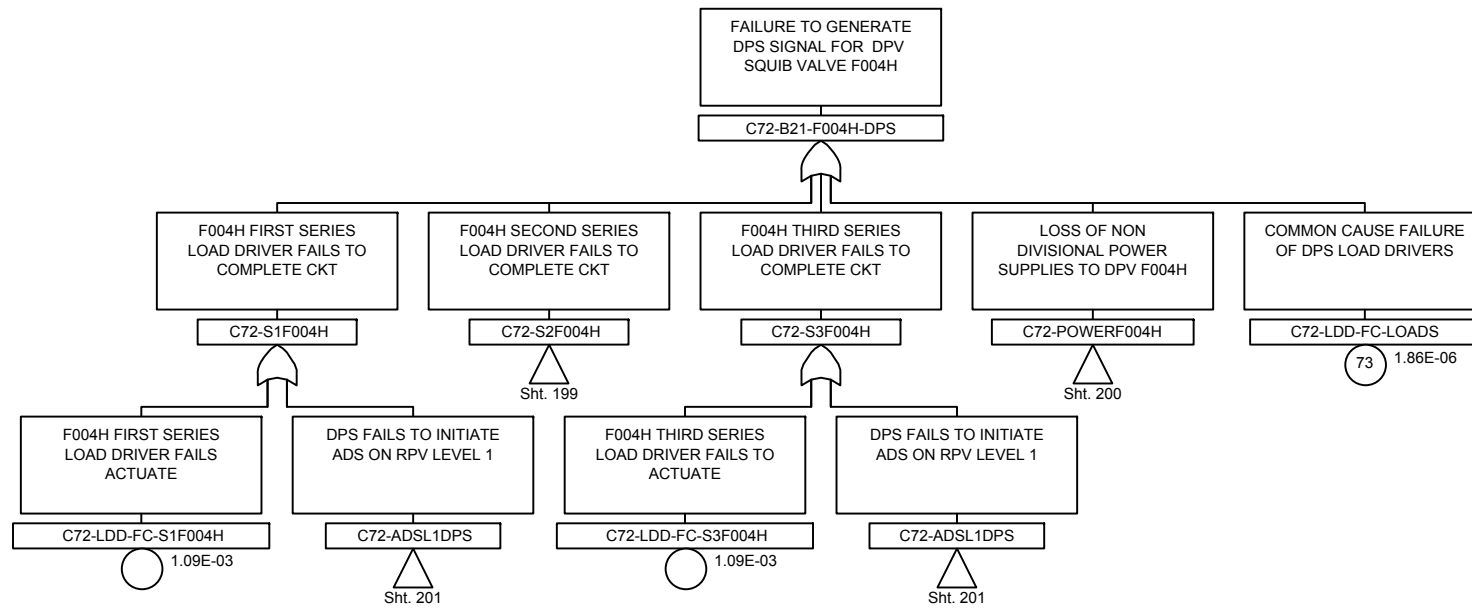 FAILURE TO GENERATE
DPS SIGNAL FOR DPV
SQUIB VALVE F004H
C72-B21-F004H-DPS
F004H FIRST SERIES
LOAD DRIVER FAILS TO
COMPLETE CKT
C72-S1F004H
F004H SECOND SERIES
LOAD DRIVER FAILS TO
COMPLETE CKT
C72-S2F004H
Sht. 199
F004H THIRD SERIES
LOAD DRIVER FAILS TO
COMPLETE CKT
C72-S3F004H
LOSS OF NON
DIVISIONAL POWER
SUPPLIES TO DPV F004H
C72-POWERF004H
Sht. 200
COMMON CAUSE FAILURE
OF DPS LOAD DRIVERS
C72-LDD-FC-LOADS
73 1.86E-06
F004H FIRST SERIES
LOAD DRIVER FAILS
ACTUATE
C72-LDD-FC-S1F004H
1.09E-03
DPS FAILS TO INITIATE
ADS ON RPV LEVEL 1
C72-ADSL1DPS
Sht. 201
F004H THIRD SERIES
LOAD DRIVER FAILS TO
ACTUATE
C72-LDD-FC-S3F004H
1.09E-03
DPS FAILS TO INITIATE
ADS ON RPV LEVEL 1
C72-ADSL1DPS
Sht. 201